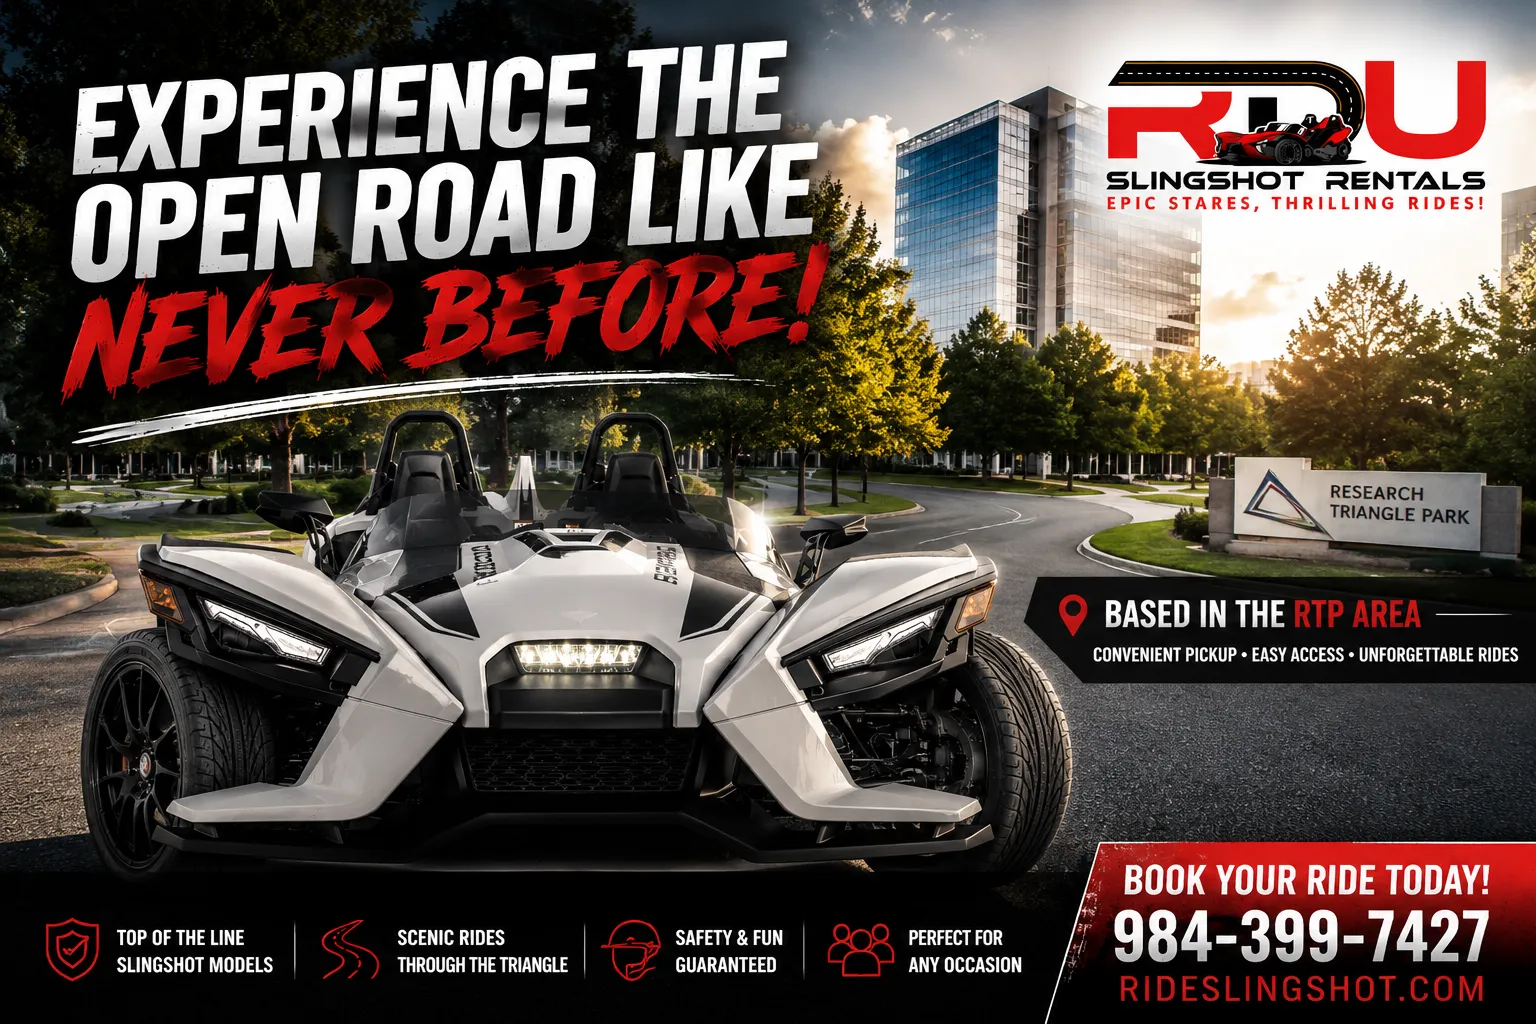 EXPERIENCE THE
OPEN ROAD LIKE
NEVER BEFORE!
RDU
SLINGSHOT RENTALS
EPIC STARES, THRILLING RIDES!
RESEARCH
TRIANGLE PARK
BASED IN THE RTP AREA
CONVENIENT PICKUP • EASY ACCESS • UNFORGETTABLE RIDES
TOP OF THE LINE
SLINGSHOT MODELS
SCENIC RIDES
THROUGH THE TRIANGLE
SAFETY & FUN
GUARANTEED
PERFECT FOR
ANY OCCASION
BOOK YOUR RIDE TODAY!
984-399-7427
RIDESLINGSHOT.COM